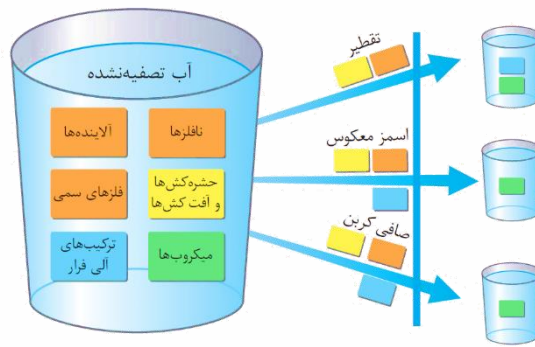 آب تصفیه‌نشده
نافلزها
آلاینده‌ها
حشره‌کش‌ها
و آفت کش‌ها
فلزهای سمی
میکروب‌ها
ترکیب‌های
آلی فرار
تقطیر
اسمز معکوس
صافی کربن